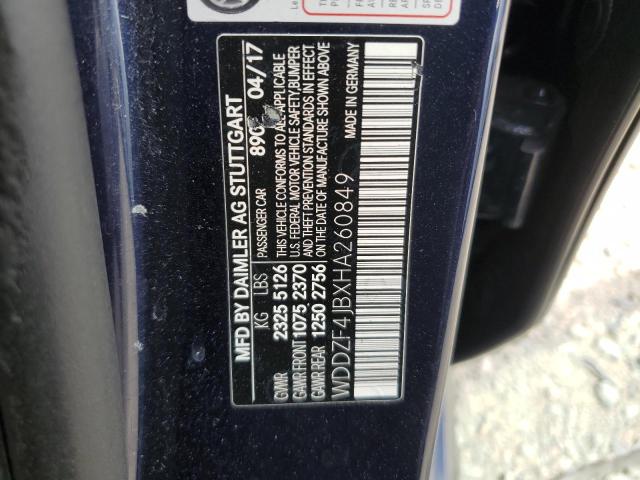 MFD BY DAIMLER AG STUTTGART
PASSENGER CAR 04/17
KG LBS THIS VEHICLE CONFORMS TO ALL APPLICABLE
GVWR 2325 5126 U.S. FEDERAL MOTOR VEHICLE SAFETY, BUMPER
GAWR FRONT 1075 2370 AND THEFT PREVENTION STANDARDS IN EFFECT
GAWR REAR 1250 2756 ON THE DATE OF MANUFACTURE SHOWN ABOVE
WDDZF4JBXHA260849 MADE IN GERMANY